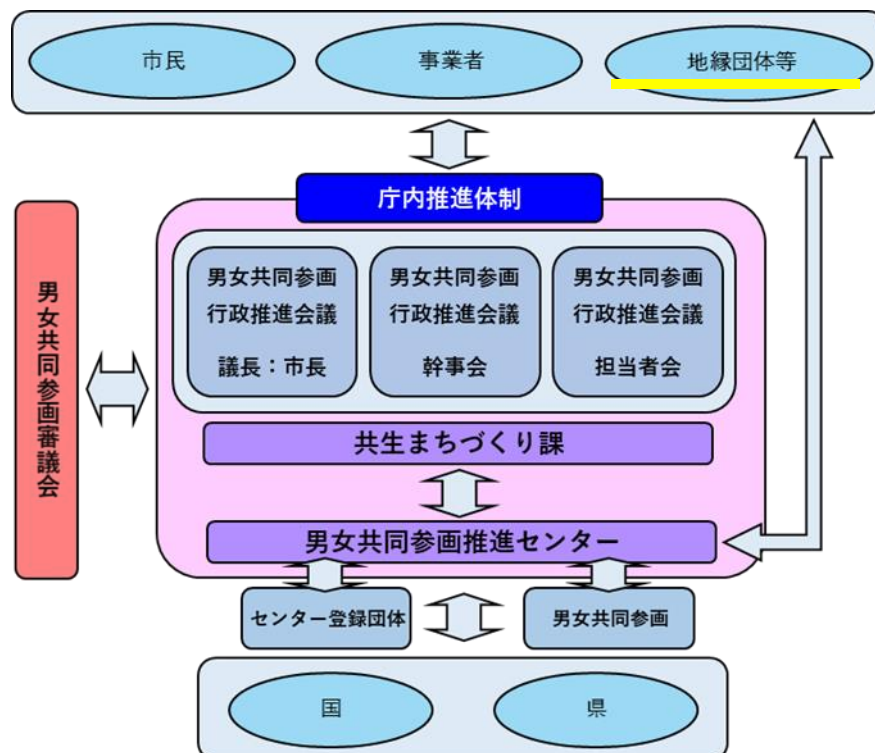 市民
事業者
地縁団体等
庁内推進体制
男女共同参画審議会
男女共同参画
行政推進会議
議長：市長
男女共同参画
行政推進会議
幹事会
男女共同参画
行政推進会議
担当者会
共生まちづくり課
男女共同参画推進センター
センター登録団体
男女共同参画
国
県